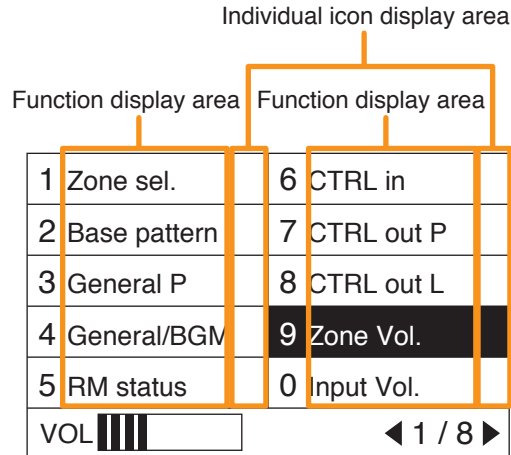 Individual icon display area
Function display area Function display area
1 Zone sel. 6 CTRL in
2 Base pattern 7 CTRL out P
3 General P 8 CTRL out L
4 General/BGM 9 Zone Vol.
5 RM status 0 Input Vol.
VOL ◀ 1 / 8 ▶